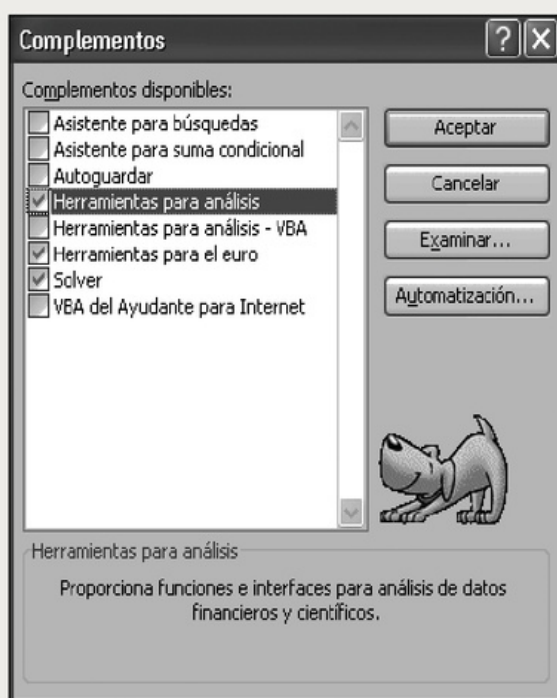 Complementos
Complementos disponibles:
Asistente para búsquedas
Asistente para suma condicional
Autoguardar
Herramientas para análisis
Herramientas para análisis - VBA
Herramientas para el euro
Solver
VBA del Ayudante para Internet
Aceptar
Cancelar
Examinar...
Automatización...
Herramientas para análisis
Proporciona funciones e interfaces para análisis de datos
financieros y científicos.